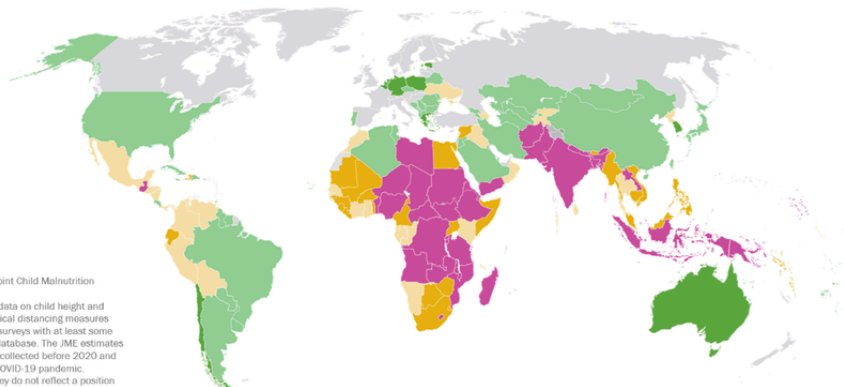 oint Child Malnutrition
data on child height and
ical distancing measures
surveys with at least some
atabase. The JME estimates
collected before 2020 and
OVID-19 pandemic.
ey do not reflect a position